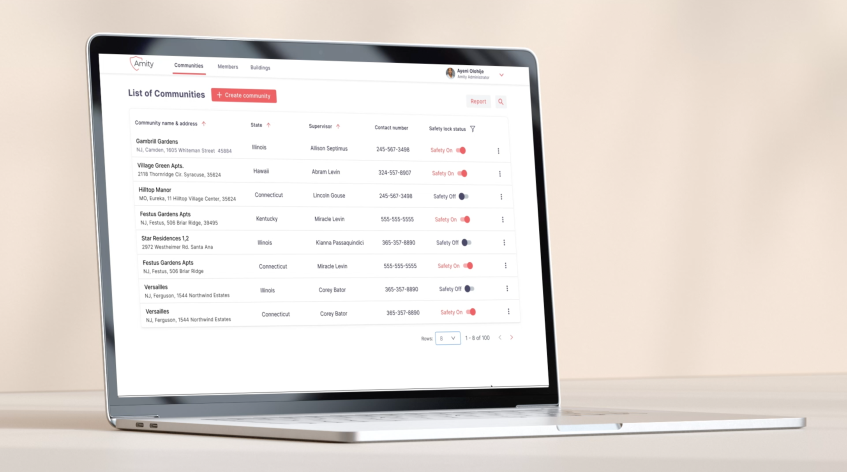 Amity
Communities Members Buildings
Ayeni Olohije
Amity Administrator
List of Communities + Create community
Report
Community name & address State Supervisor Contact number Safety lock status
Gambrill Gardens
NJ, Camden, 1605 Whiteman Street 45884 Illinois Allison Septimus 245-567-3498 Safety On
Village Green Apts.
2118 Thornridge Cir. Syracuse, 35624 Hawaii Abram Levin 324-557-8907 Safety On
Hilltop Manor
MO, Eureka, 11 Hilltop Village Center, 35624 Connecticut Lincoln Gouse 245-567-3498 Safety Off
Festus Gardens Apts
NJ, Festus, 506 Briar Ridge, 39495 Kentucky Miracle Levin 555-555-5555 Safety On
Star Residences 1,2
2972 Westheimer Rd. Santa Ana Illinois Kianna Passaquindici 365-357-8890 Safety Off
Festus Gardens Apts
NJ, Festus, 506 Briar Ridge Connecticut Miracle Levin 555-555-5555 Safety On
Versailles
NJ, Ferguson, 1544 Northwind Estates Illinois Corey Bator 365-357-8890 Safety Off
Versailles
NJ, Ferguson, 1544 Northwind Estates Connecticut Corey Bator 365-357-8890 Safety On
Rows: 1 - 8 of 100